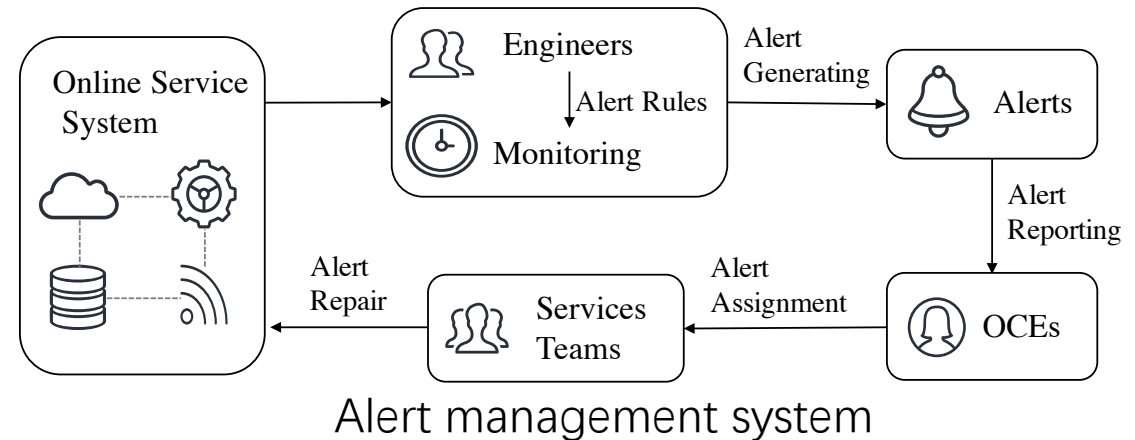 Online Service
System
Engineers
Alert Rules
Monitoring
Alert
Generating
Alerts
Alert
Reporting
OCEs
Alert
Assignment
Services
Teams
Alert
Repair
Alert management system